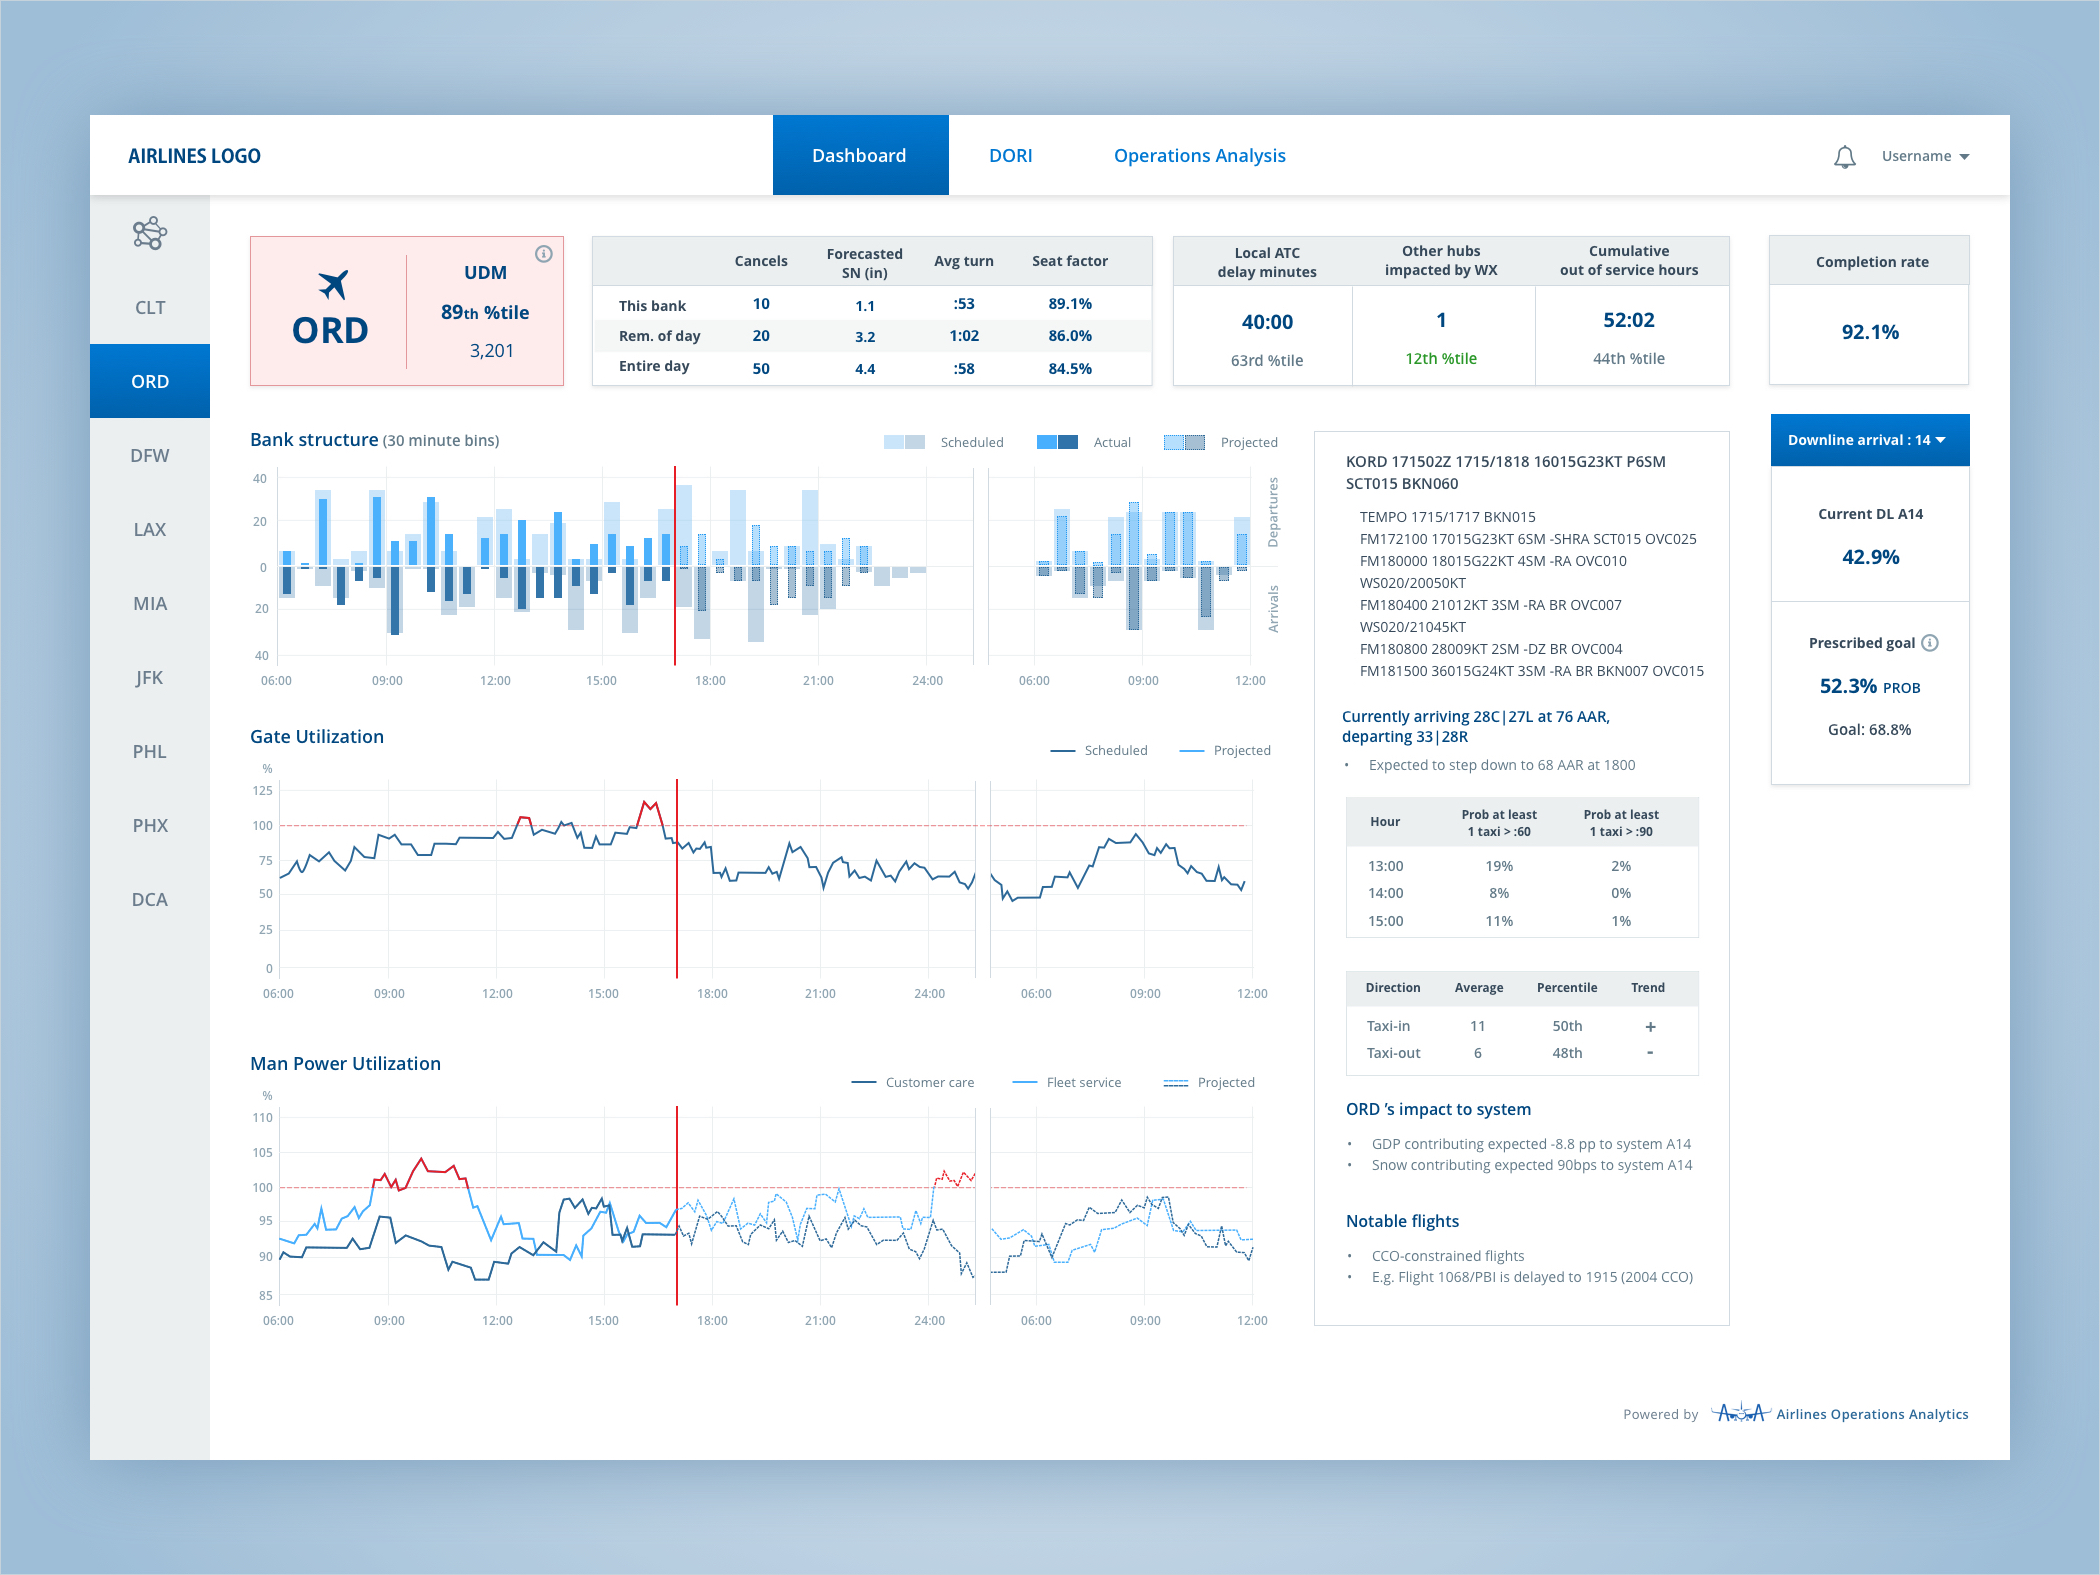 AIRLINES LOGO
Dashboard
DORI
Operations Analysis
Username
CLT
ORD
DFW
LAX
MIA
JFK
PHL
PHX
DCA
ORD
UDM
89th %tile
3,201
Cancels Forecasted SN (in) Avg turn Seat factor
This bank 10 1.1 :53 89.1%
Rem. of day 20 3.2 1:02 86.0%
Entire day 50 4.4 :58 84.5%
Local ATC
delay minutes
40:00
63rd %tile
Other hubs
impacted by WX
1
12th %tile
Cumulative
out of service hours
52:02
44th %tile
Completion rate
92.1%
Bank structure (30 minute bins)
Scheduled Actual Projected
40
20
0
20
40
Departures
Arrivals
06:00 09:00 12:00 15:00 18:00 21:00 24:00 06:00 09:00 12:00
Gate Utilization
Scheduled Projected
%
125
100
75
50
25
0
06:00 09:00 12:00 15:00 18:00 21:00 24:00 06:00 09:00 12:00
Man Power Utilization
Customer care Fleet service Projected
%
110
105
100
95
90
85
06:00 09:00 12:00 15:00 18:00 21:00 24:00 06:00 09:00 12:00
KORD 171502Z 1715/1818 16015G23KT P6SM
SCT015 BKN060
TEMPO 1715/1717 BKN015
FM172100 17015G23KT 6SM -SHRA SCT015 OVC025
FM180000 18015G22KT 4SM -RA OVC010
WS020/20050KT
FM180400 21012KT 3SM -RA BR OVC007
WS020/21045KT
FM180800 28009KT 2SM -DZ BR OVC004
FM181500 36015G24KT 3SM -RA BR BKN007 OVC015
Currently arriving 28C|27L at 76 AAR,
departing 33|28R
• Expected to step down to 68 AAR at 1800
Hour Prob at least 1 taxi > :60 Prob at least 1 taxi > :90
13:00 19% 2%
14:00 8% 0%
15:00 11% 1%
Direction Average Percentile Trend
Taxi-in 11 50th +
Taxi-out 6 48th -
ORD 's impact to system
• GDP contributing expected -8.8 pp to system A14
• Snow contributing expected 90bps to system A14
Notable flights
• CCO-constrained flights
• E.g. Flight 1068/PBI is delayed to 1915 (2004 CCO)
Downline arrival : 14
Current DL A14
42.9%
Prescribed goal
52.3% PROB
Goal: 68.8%
Powered by AOA Airlines Operations Analytics